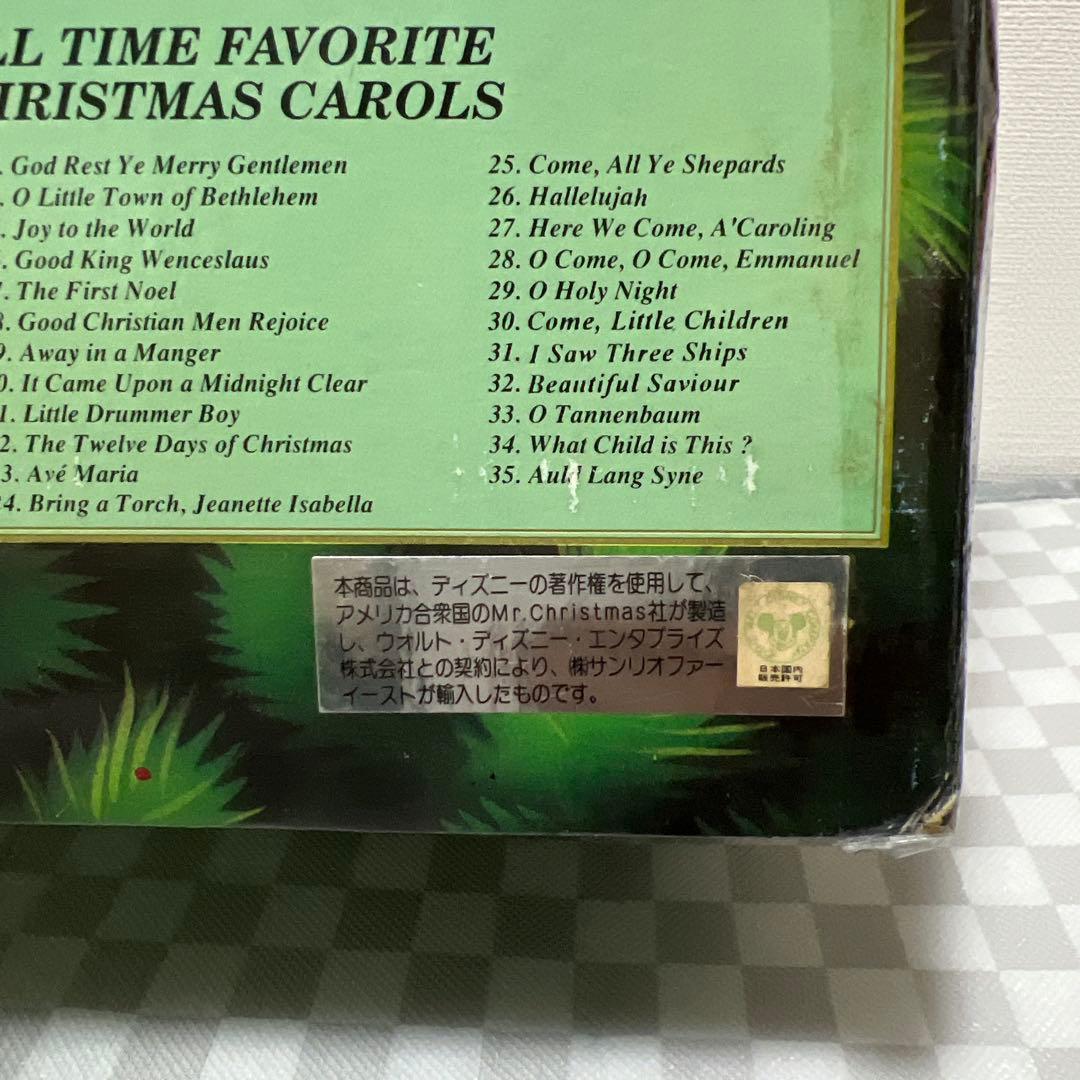 LL TIME FAVORITE
HRISTMAS CAROLS
. God Rest Ye Merry Gentlemen
. O Little Town of Bethlehem
. Joy to the World
. Good King Wenceslaus
. The First Noel
8. Good Christian Men Rejoice
9. Away in a Manger
0. It Came Upon a Midnight Clear
1. Little Drummer Boy
2. The Twelve Days of Christmas
3. Avé Maria
24. Bring a Torch, Jeanette Isabella
25. Come, All Ye Shepards
26. Hallelujah
27. Here We Come, A'Caroling
28. O Come, O Come, Emmanuel
29. O Holy Night
30. Come, Little Children
31. I Saw Three Ships
32. Beautiful Saviour
33. O Tannenbaum
34. What Child is This ?
35. Auld Lang Syne
本商品は、ディズニーの著作権を使用して、
アメリカ合衆国のMr.Christmas社が製造
し、ウォルト・ディズニー・エンタプライズ
株式会社との契約により、㈱サンリオファー
イーストが輸入したものです。
日本国内
販売許可